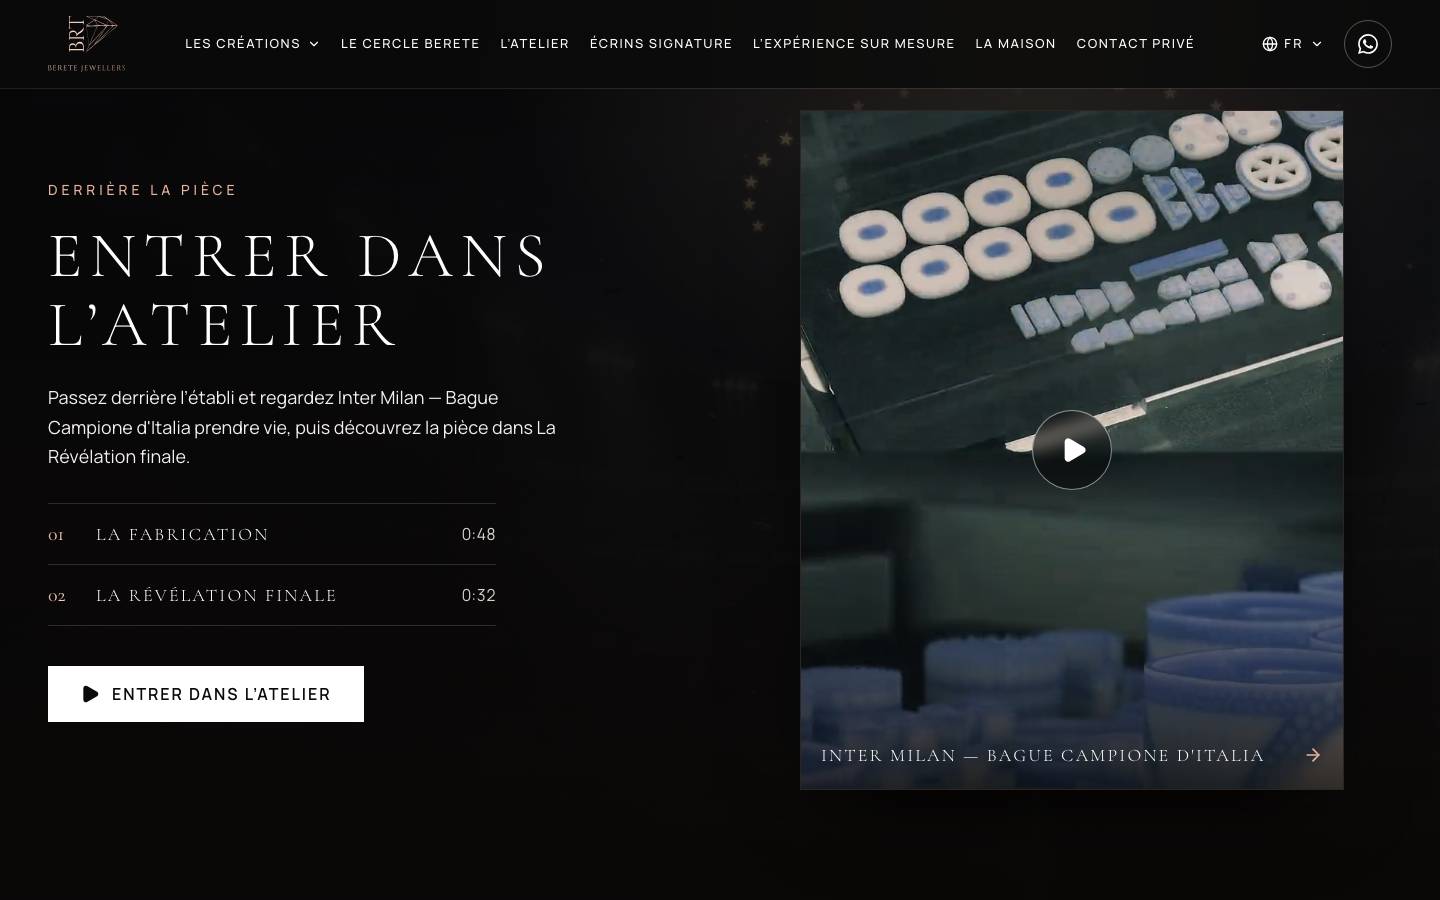 BRT
BERETE JEWELLERS
LES CRÉATIONS
LE CERCLE BERETE
L’ATELIER
ÉCRINS SIGNATURE
L’EXPÉRIENCE SUR MESURE
LA MAISON
CONTACT PRIVÉ
FR
DERRIÈRE LA PIÈCE
ENTRER DANS
L’ATELIER
Passez derrière l’établi et regardez Inter Milan — Bague
Campione d'Italia prendre vie, puis découvrez la pièce dans La
Révélation finale.
01 LA FABRICATION 0:48
02 LA RÉVÉLATION FINALE 0:32
ENTRER DANS L’ATELIER
INTER MILAN — BAGUE CAMPIONE D'ITALIA